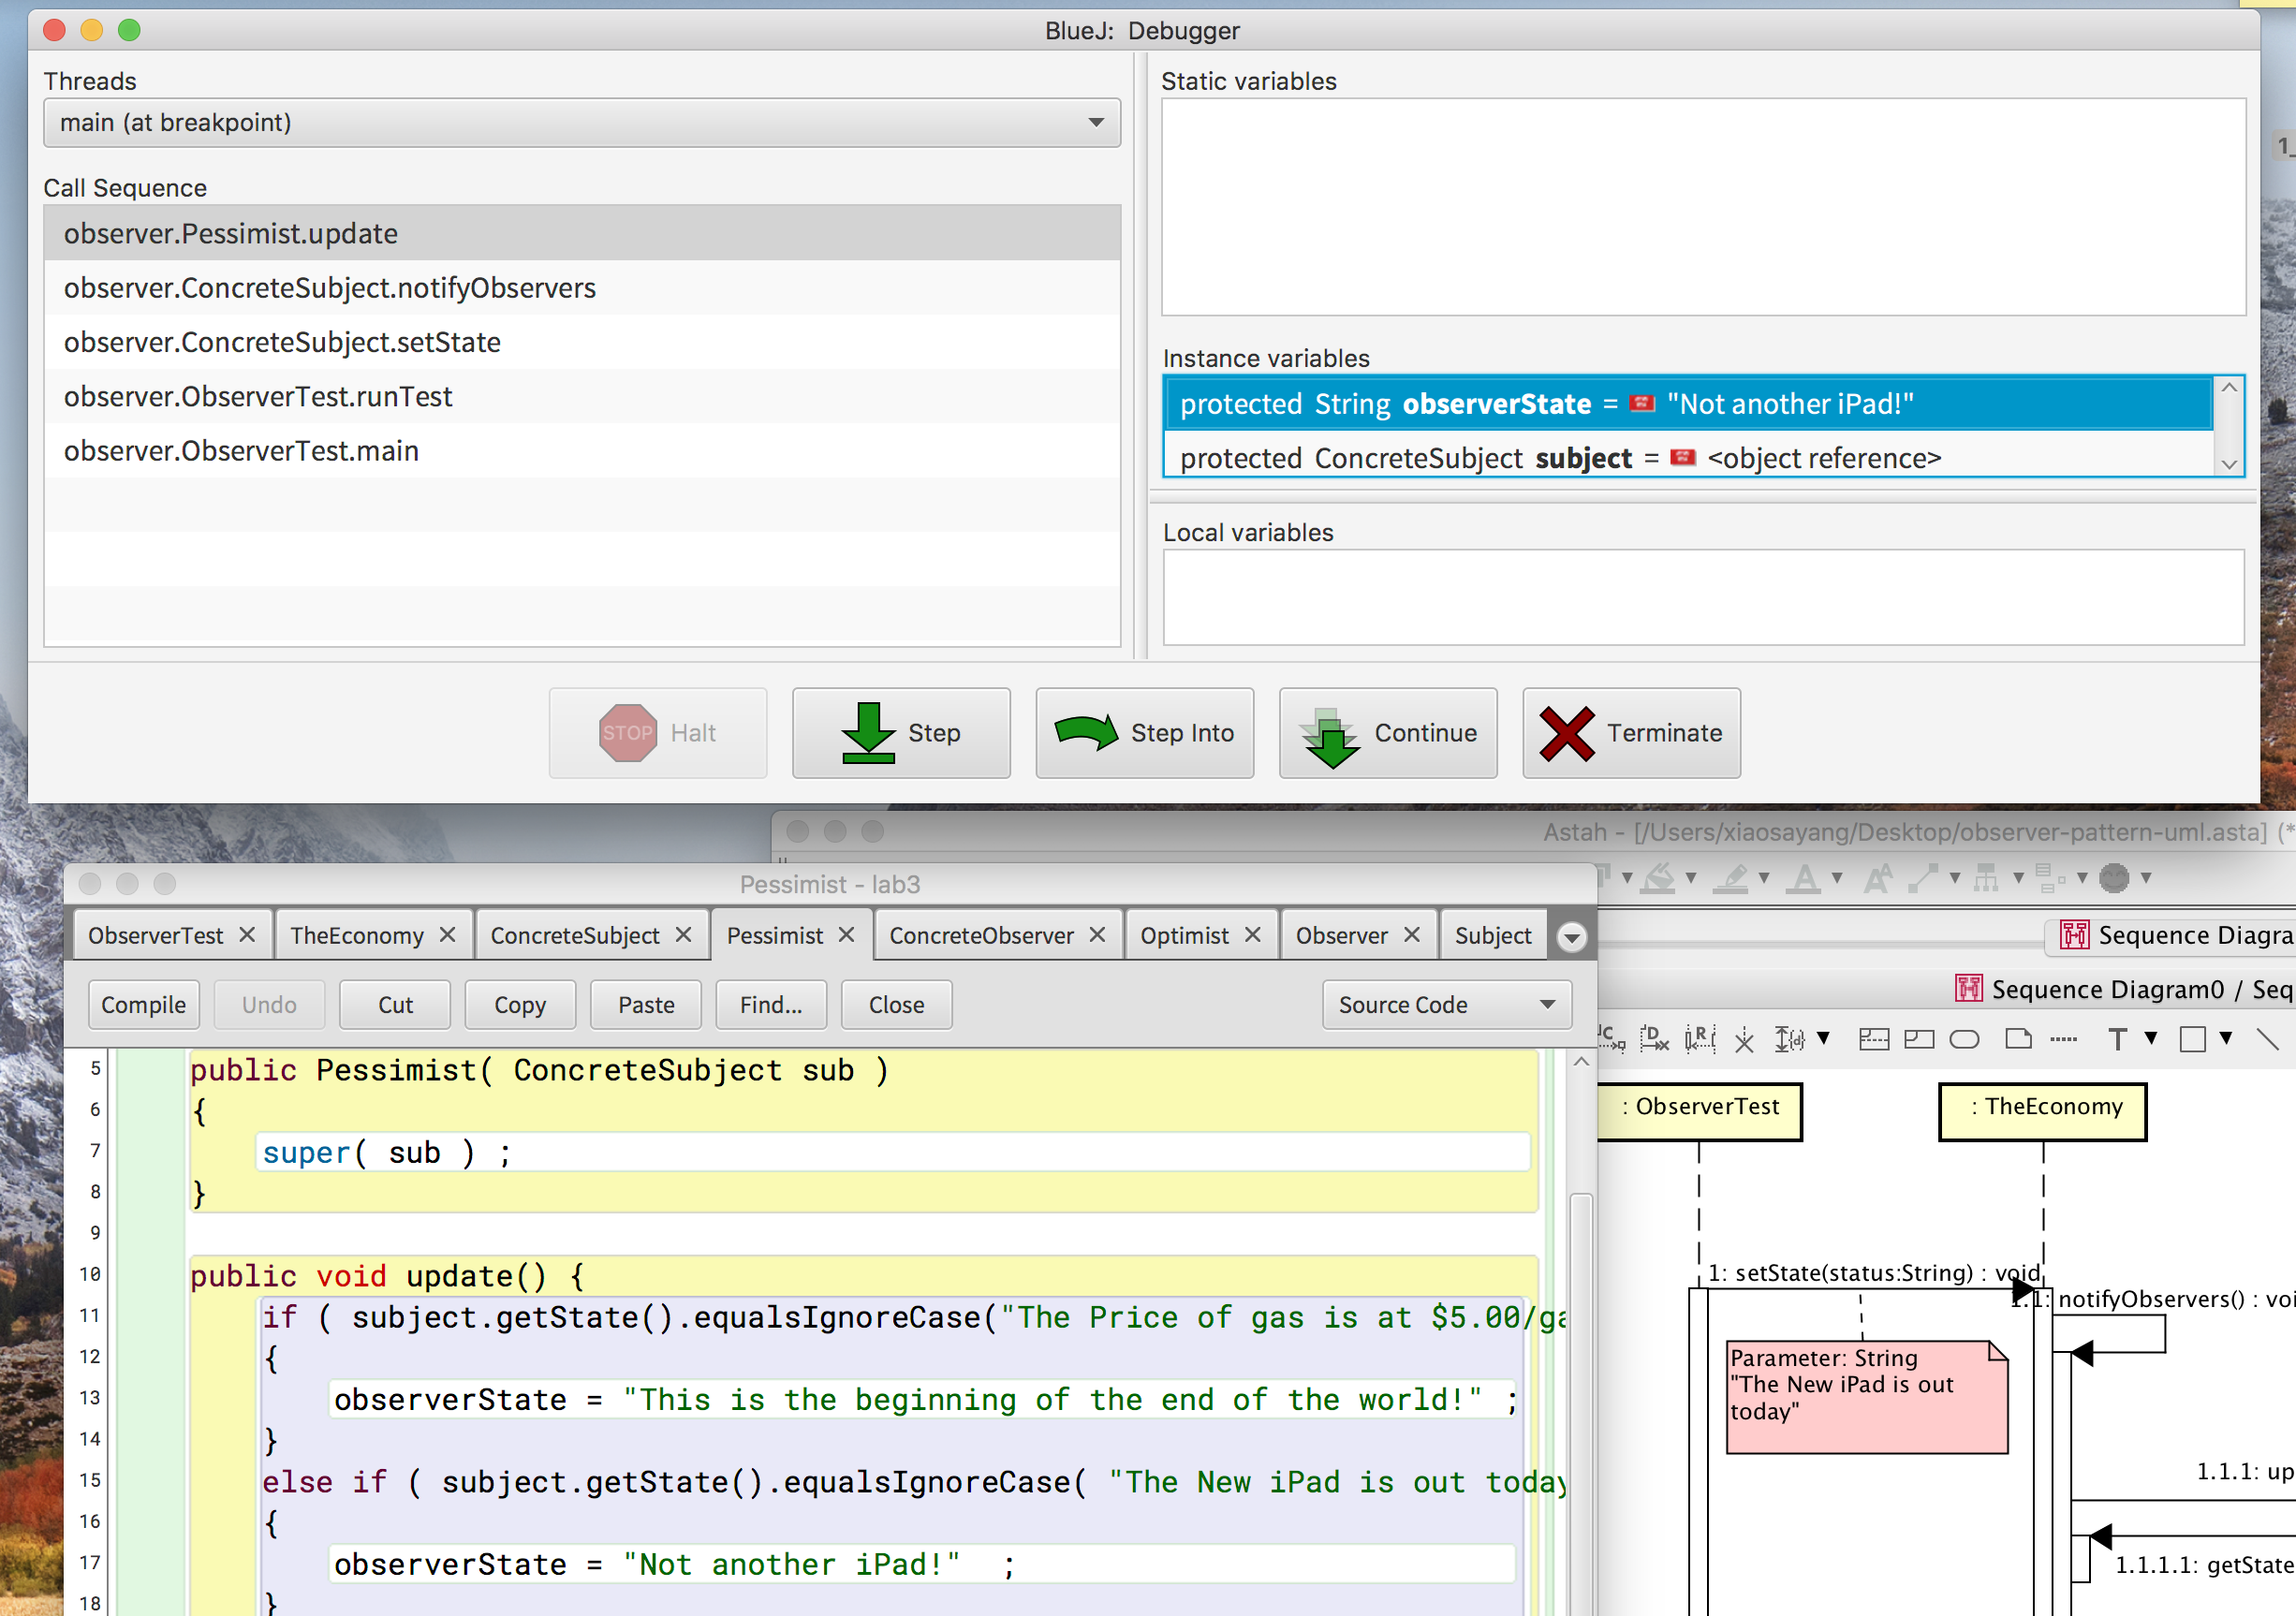 BlueJ: Debugger
Threads
main (at breakpoint)
Call Sequence
observer.Pessimist.update
observer.ConcreteSubject.notifyObservers
observer.ConcreteSubject.setState
observer.ObserverTest.runTest
observer.ObserverTest.main
Static variables
Instance variables
protected String observerState = "Not another iPad!"
protected ConcreteSubject subject = <object reference>
Local variables
STOP Halt
Step
Step Into
Continue
Terminate
1_
Astah - [/Users/xiaosayang/Desktop/observer-pattern-uml.asta] (*
Pessimist - lab3
ObserverTest
TheEconomy
ConcreteSubject
Pessimist
ConcreteObserver
Optimist
Observer
Subject
Compile
Undo
Cut
Copy
Paste
Find...
Close
Source Code
5 public Pessimist( ConcreteSubject sub )
6 {
7 super( sub ) ;
8 }
9
10 public void update() {
11 if ( subject.getState().equalsIgnoreCase("The Price of gas is at $5.00/ga
12 {
13 observerState = "This is the beginning of the end of the world!" ;
14 }
15 else if ( subject.getState().equalsIgnoreCase( "The New iPad is out today
16 {
17 observerState = "Not another iPad!" ;
18 }
Sequence Diagra
Sequence Diagram0 / Seq
: ObserverTest
: TheEconomy
1: setState(status:String) : void
1.1: notifyObservers() : voi
Parameter: String
"The New iPad is out
today"
1.1.1: up
1.1.1.1: getState